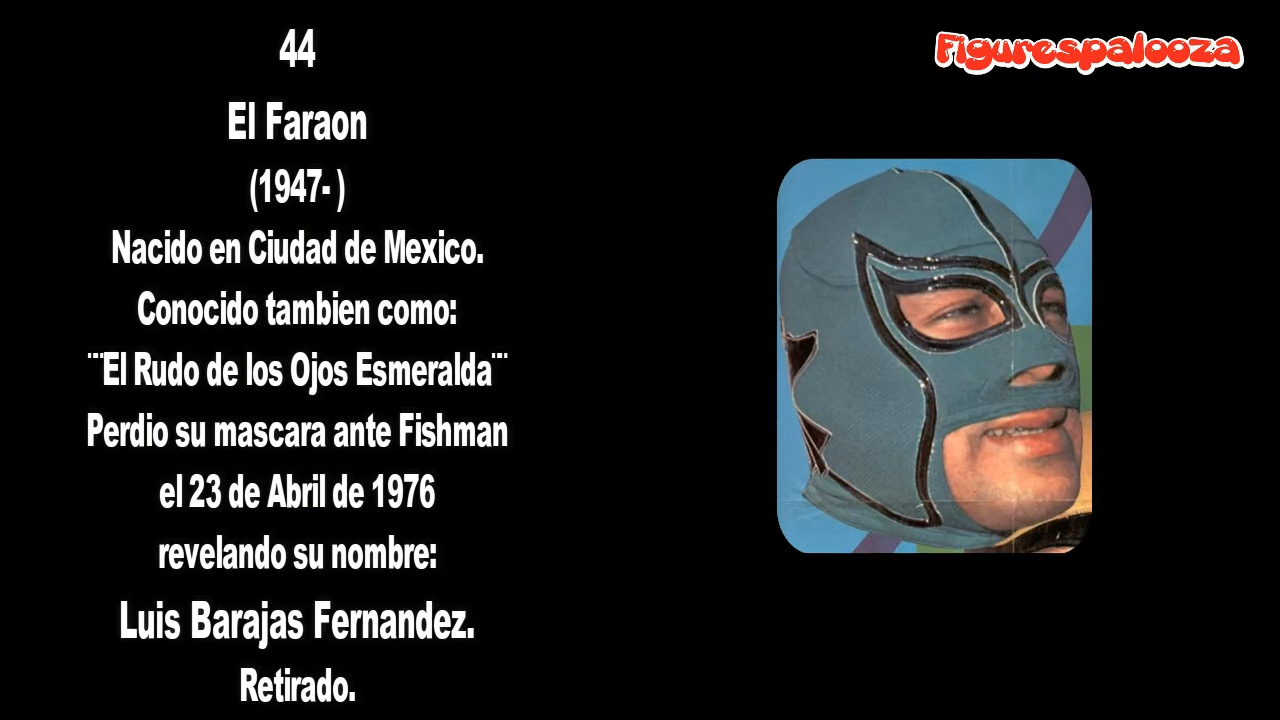 44
El Faraon
(1947- )
Nacido en Ciudad de Mexico.
Conocido tambien como:
¨El Rudo de los Ojos Esmeralda¨
Perdio su mascara ante Fishman
el 23 de Abril de 1976
revelando su nombre:
Luis Barajas Fernandez.
Retirado.
Figurespalooza